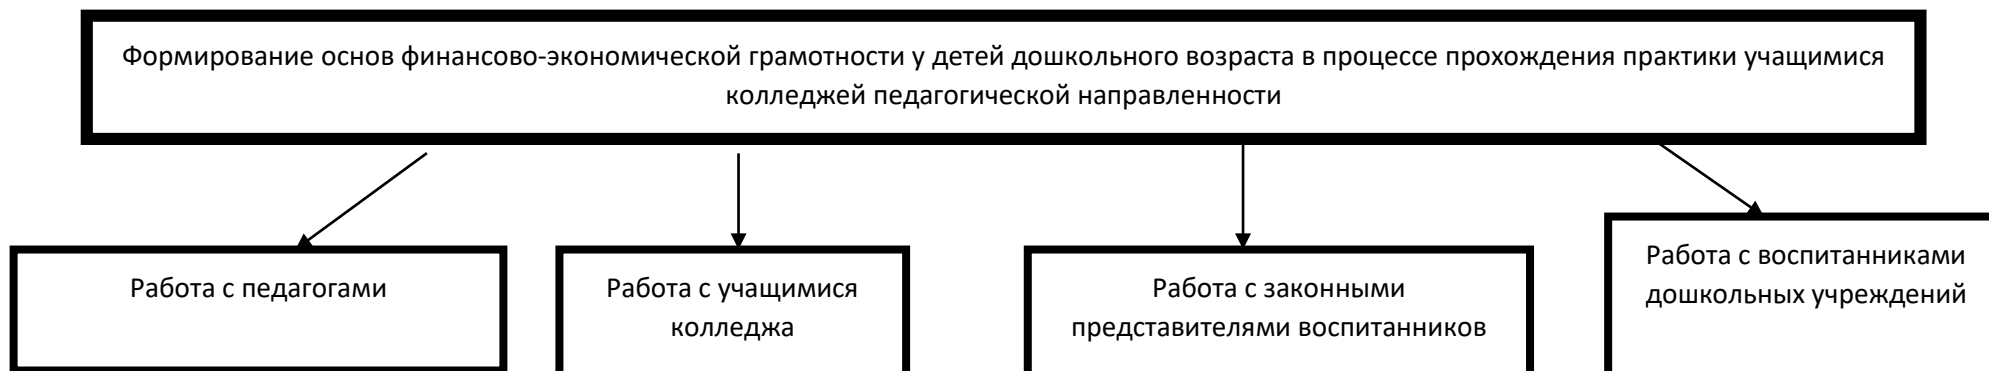 Формирование основ финансово-экономической грамотности у детей дошкольного возраста в процессе прохождения практики учащимися
колледжей педагогической направленности
Работа с педагогами
Работа с учащимися
колледжа
Работа с законными
представителями воспитанников
Работа с воспитанниками
дошкольных учреждений